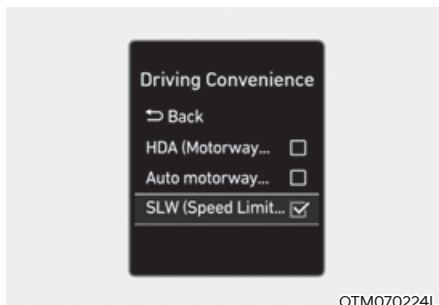 Driving Convenience
Back
HDA (Motorway...
Auto motorway...
SLW (Speed Limit...
OTM070224L